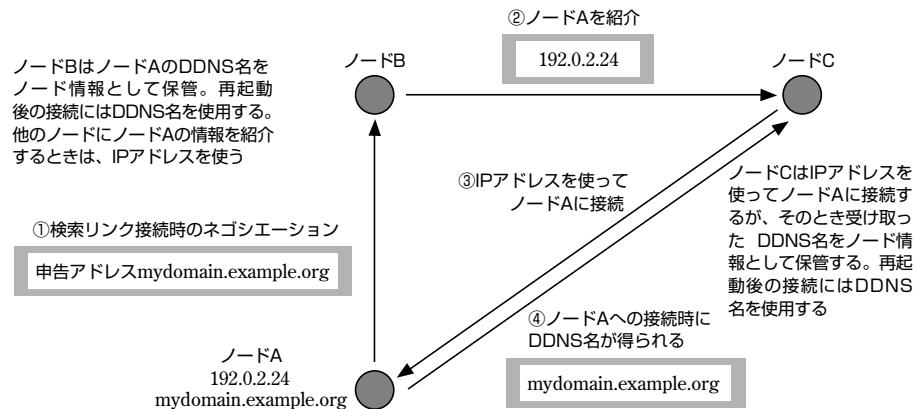 ②ノードAを紹介
192.0.2.24
ノードB
ノードC
ノードBはノードAのDDNS名を
ノード情報として保管。再起動
後の接続にはDDNS名を使用する。
他のノードにノードAの情報を紹介
するときは、IPアドレスを使う
③IPアドレスを使って
ノードAに接続
ノードCはIPアドレスを
使ってノードAに接続す
るが、そのとき受け取っ
た DDNS名をノード情
報として保管する。再起
動後の接続にはDDNS
名を使用する
①検索リンク接続時のネゴシエーション
申告アドレスmydomain.example.org
④ノードAへの接続時に
DDNS名が得られる
mydomain.example.org
ノードA
192.0.2.24
mydomain.example.org